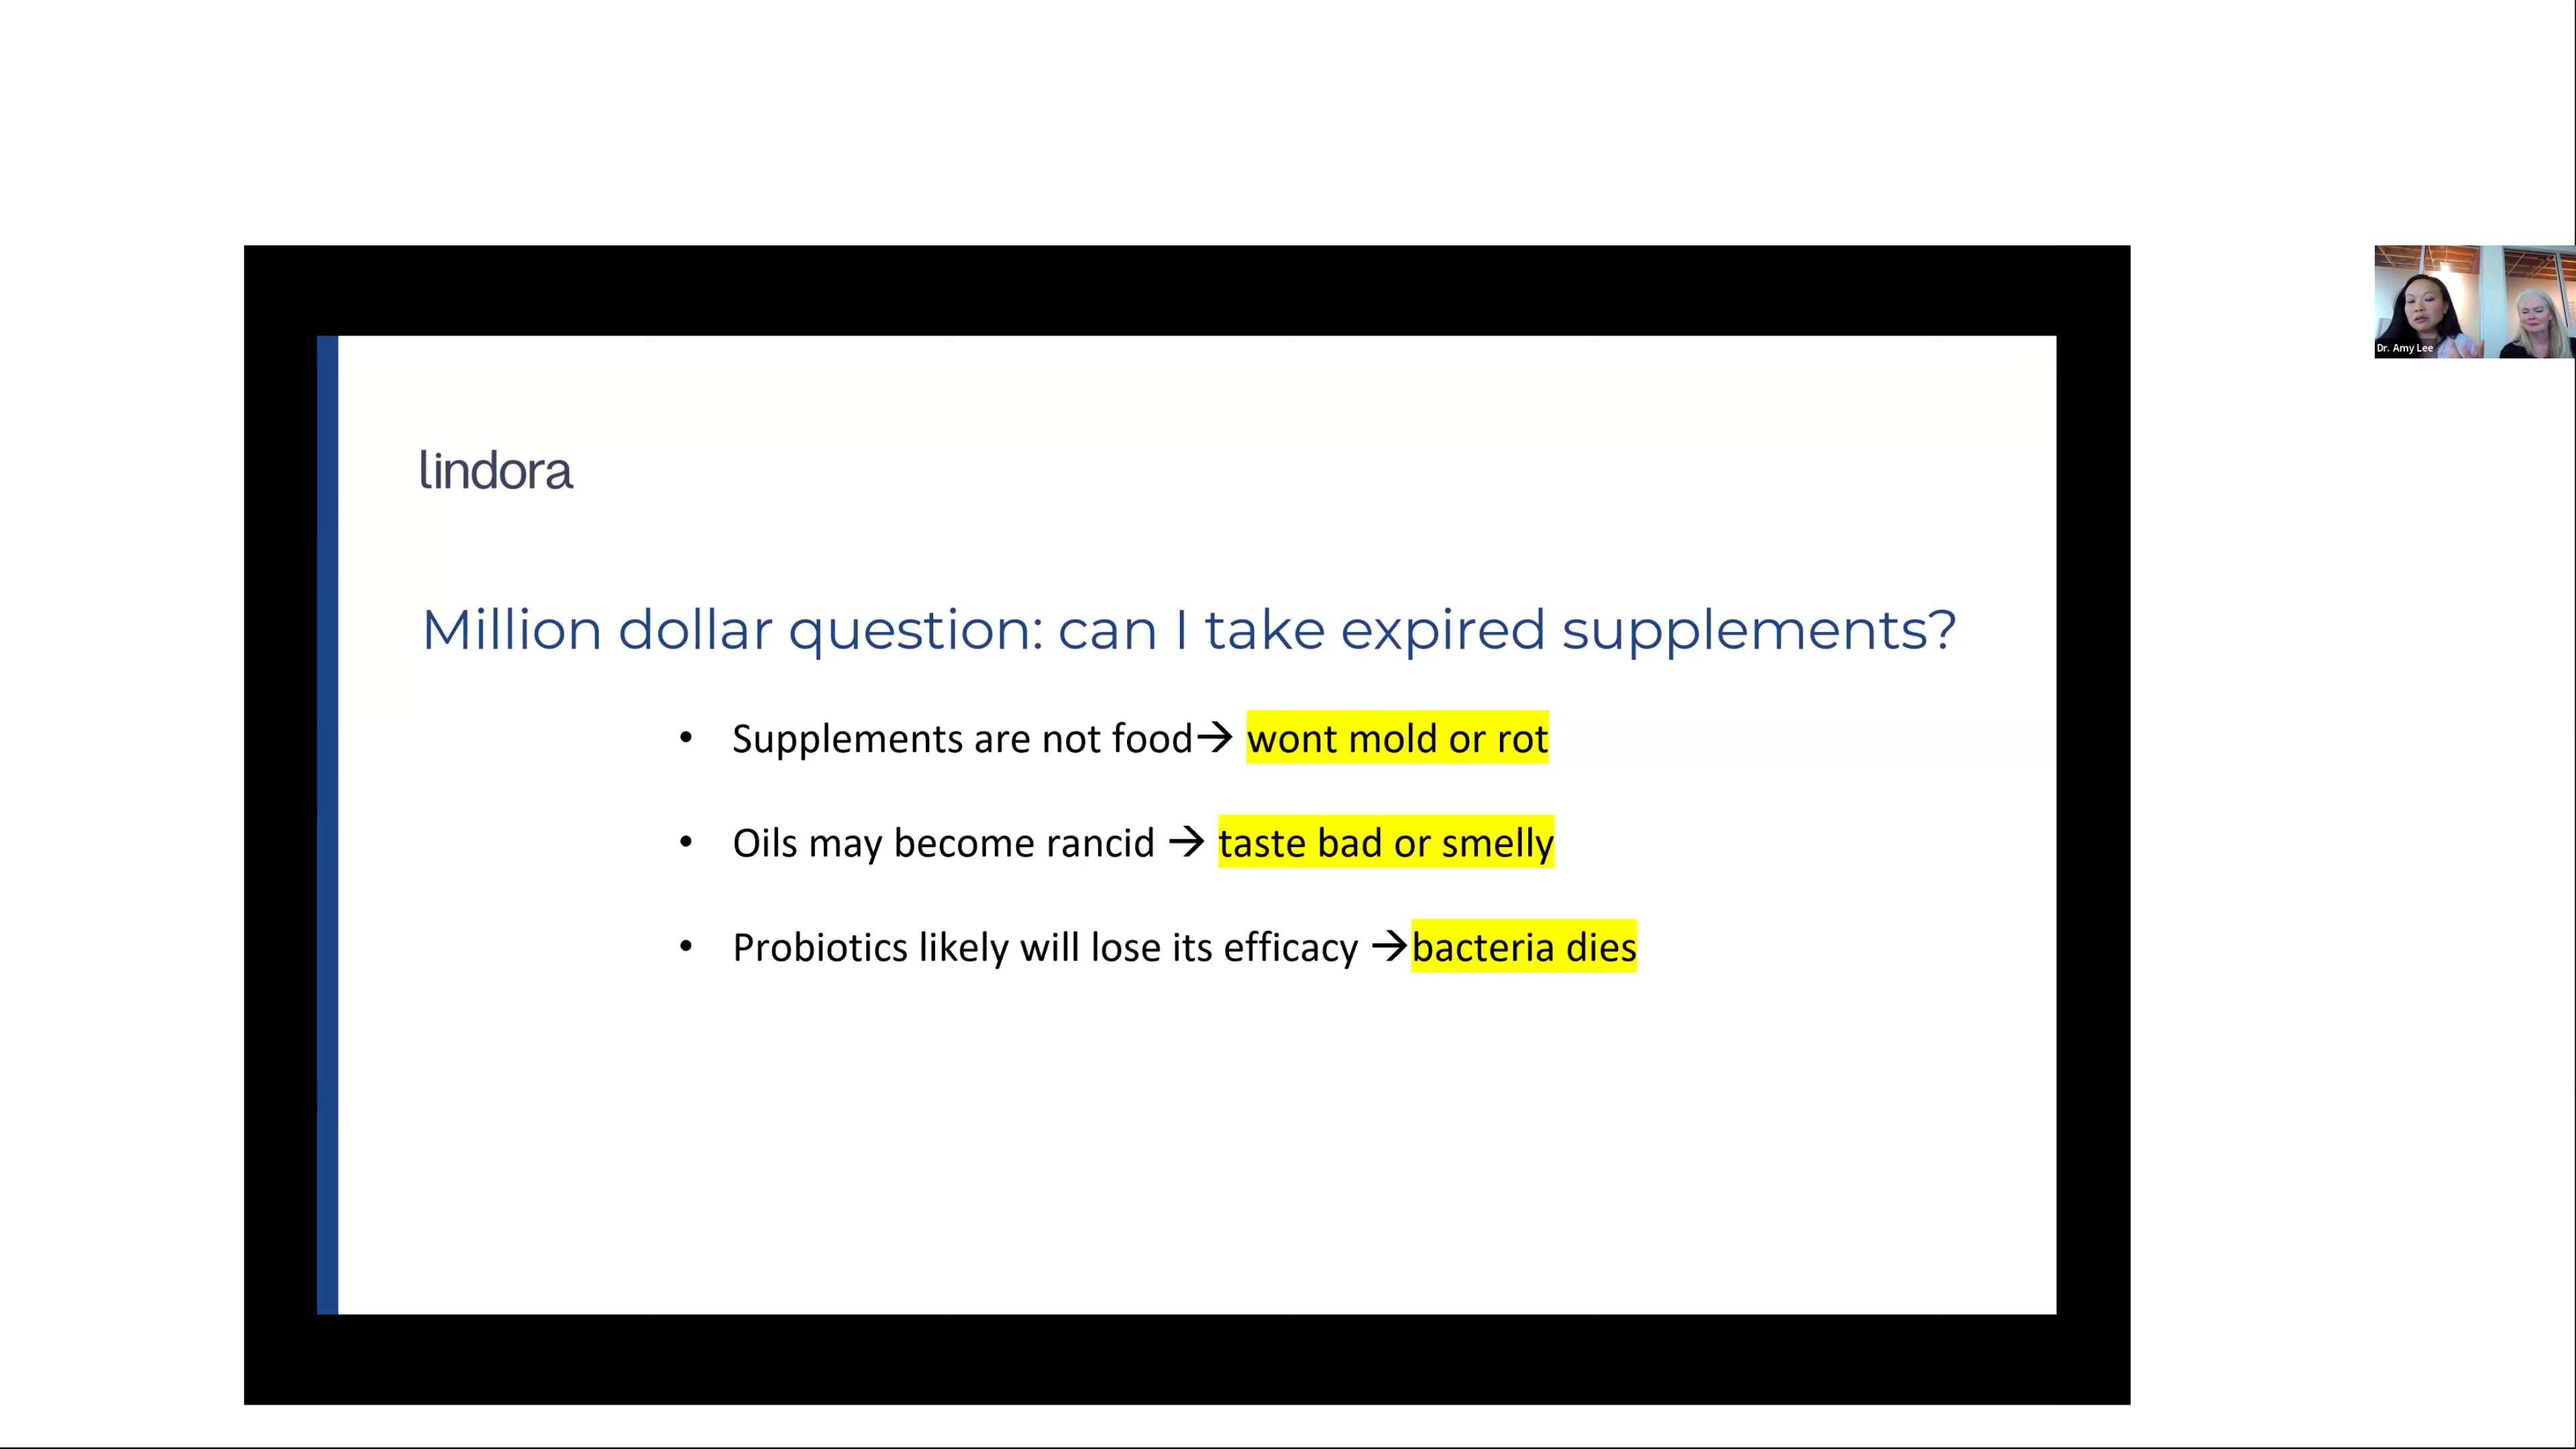 lindora
Million dollar question: can I take expired supplements?
• Supplements are not food→ wont mold or rot
• Oils may become rancid → taste bad or smelly
• Probiotics likely will lose its efficacy →bacteria dies
Dr. Amy Lee